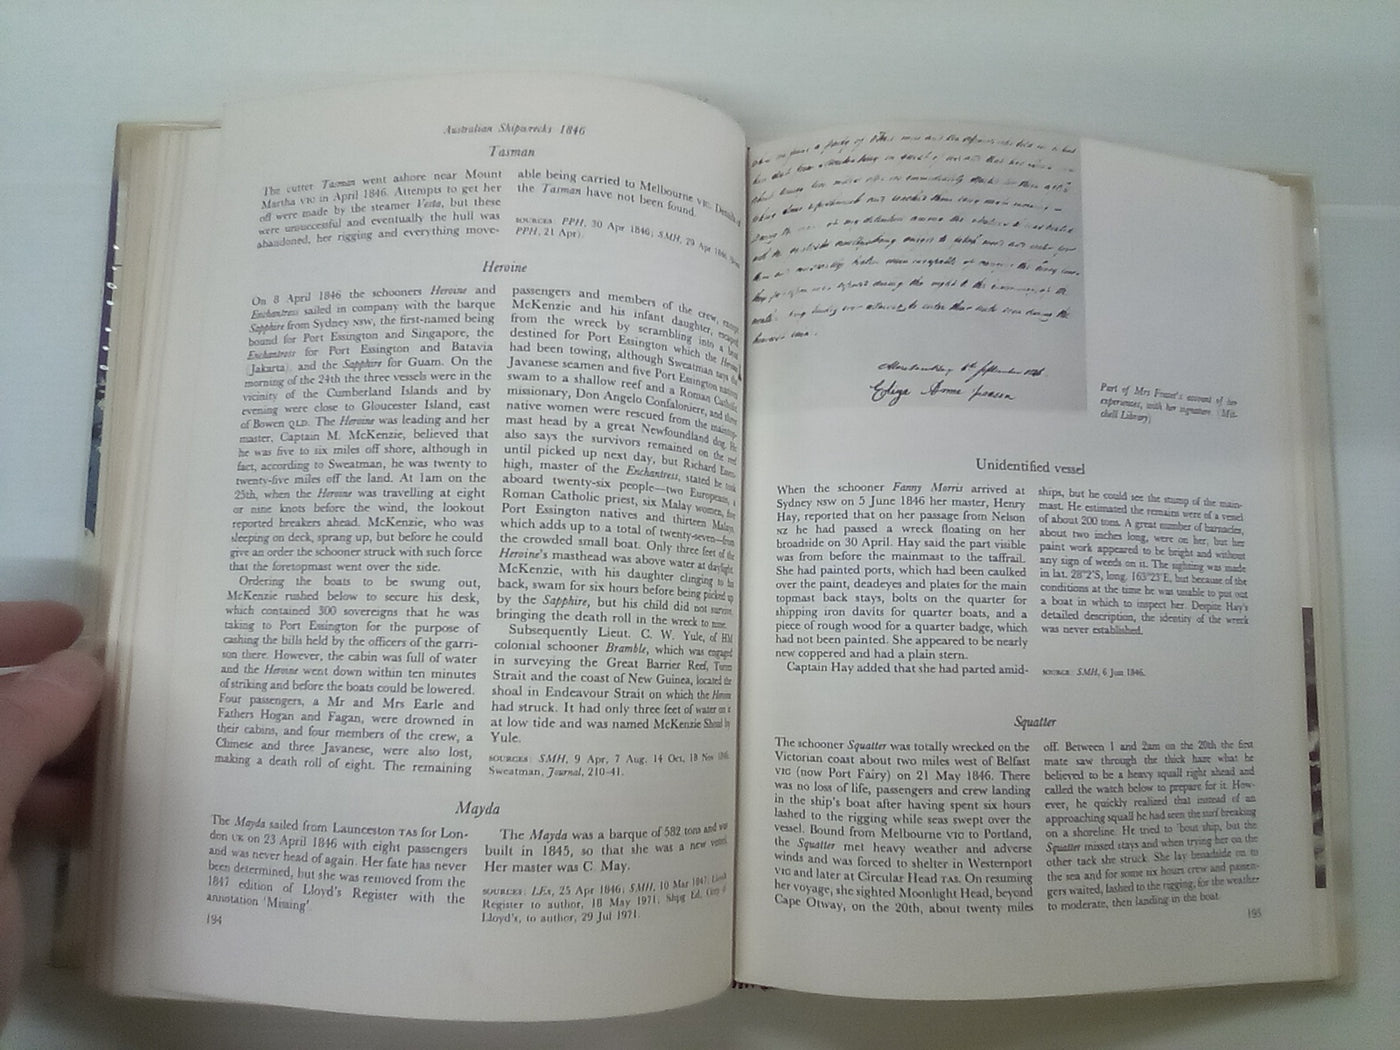 Australian Shipwrecks 1846
Tasman
The cutter Tasman went ashore near Mount
Martha VIC in April 1846. Attempts to get her
off were made by the steamer Vesta, but these
were unsuccessful and eventually the hull was
abandoned, her rigging and everything move-
able being carried to Melbourne VIC. Details of
the Tasman have not been found.
SOURCES: PPH, 30 Apr 1846; SMH, 29 Apr 1846
PPH, 21 Apr).
Heroine
On 8 April 1846 the schooners Heroine and
Enchantress sailed in company with the barque
Sapphire from Sydney NSW, the first-named being
bound for Port Essington and Singapore, the
Enchantress for Port Essington and Batavia
(Jakarta), and the Sapphire for Guam. On the
morning of the 24th the three vessels were in the
vicinity of the Cumberland Islands and by
evening were close to Gloucester Island, east
of Bowen QLD. The Heroine was leading and her
master, Captain M. McKenzie, believed that
he was five to six miles off shore, although in
fact, according to Sweatman, he was twenty to
twenty-five miles off the land. At 1am on the
25th, when the Heroine was travelling at eight
or nine knots before the wind, the lookout
reported breakers ahead. McKenzie, who was
sleeping on deck, sprang up, but before he could
give an order the schooner struck with such force
that the foretopmast went over the side.
Ordering the boats to be swung out,
McKenzie rushed below to secure his desk,
which contained 300 sovereigns that he was
taking to Port Essington for the purpose of
cashing the bills held by the officers of the garri-
son there. However, the cabin was full of water
and the Heroine went down within ten minutes
of striking and before the boats could be lowered.
Four passengers, a Mr and Mrs Earle and
Fathers Hogan and Fagan, were drowned in
their cabins, and four members of the crew, a
Chinese and three Javanese, were also lost,
making a death roll of eight. The remaining
passengers and members of the crew, except
McKenzie and his infant daughter, escaped
from the wreck by scrambling into a boat
destined for Port Essington which the Heroine
had been towing, although Sweatman says that
Javanese seamen and five Port Essington natives
swam to a shallow reef and a Roman Catholic
missionary, Don Angelo Confaloniere, and three
native women were rescued from the maintop-
mast head by a great Newfoundland dog. He
also says the survivors remained on the reef
until picked up next day, but Richard
high, master of the Enchantress, stated he took
aboard twenty-six people—two Europeans, a
Roman Catholic priest, six Malay women, five
Port Essington natives and thirteen Malays,
which adds up to a total of twenty-seven—from
the crowded small boat. Only three feet of the
Heroine's masthead was above water at daylight.
McKenzie, with his daughter clinging to his
back, swam for six hours before being picked up
by the Sapphire, but his child did not survive,
bringing the death roll in the wreck to nine.
Subsequently Lieut. C. W. Yule, of HM
colonial schooner Bramble, which was engaged
in surveying the Great Barrier Reef, Torres
Strait and the coast of New Guinea, located the
shoal in Endeavour Strait on which the Heroine
had struck. It had only three feet of water on it
at low tide and was named McKenzie Shoal by
Yule.
SOURCES: SMH, 9 Apr, 7 Aug, 14 Oct, 18 Nov 1846.
Sweatman, Journal, 210-41.
Mayda
The Mayda sailed from Launceston TAS for Lon-
don UK on 23 April 1846 with eight passengers
and was never head of again. Her fate has never
been determined, but she was removed from the
1847 edition of Lloyd's Register with the
annotation 'Missing'.
The Mayda was a barque of 582 tons and was
built in 1845, so that she was a new vessel.
Her master was C. May.
SOURCES: LEx, 25 Apr 1846; SMH, 10 Mar 1847; Lloyds
Register to author, 18 May 1971, Shpg Ed,
Lloyd's, to author, 29 Jul 1971.
194
Part of Mrs Fraser's account of her
experiences, with her signature (Mit-
chell Library)
Unidentified vessel
When the schooner Fanny Morris arrived at
Sydney NSW on 5 June 1846 her master, Henry
Hay, reported that on her passage from Nelson
NZ he had passed a wreck floating on her
broadside on 30 April. Hay said the part visible
was from before the mainmast to the taffrail.
She had painted ports, which had been caulked
over the paint, deadeyes and plates for the main
topmast back stays, bolts on the quarter for
shipping iron davits for quarter boats, and a
piece of rough wood for a quarter badge, which
had not been painted. She appeared to be nearly
new coppered and had a plain stern.
Captain Hay added that she had parted amid-
ships, but he could see the stump of the main-
mast. He estimated the remains were of a vessel
of about 200 tons. A great number of barnacles,
about two inches long, were on her, but her
paint work appeared to be bright and without
any sign of weeds on it. The sighting was made
in lat. 28°2'S, long. 163°23'E, but because of the
conditions at the time he was unable to put out
a boat in which to inspect her. Despite Hay's
detailed description, the identity of the wreck
was never established.
SOURCE: SMH, 6 Jun 1846.
Squatter
The schooner Squatter was totally wrecked on the
Victorian coast about two miles west of Belfast
VIC (now Port Fairy) on 21 May 1846. There
was no loss of life, passengers and crew landing
in the ship's boat after having spent six hours
lashed to the rigging while seas swept over the
vessel. Bound from Melbourne VIC to Portland,
the Squatter met heavy weather and adverse
winds and was forced to shelter in Westernport
VIC and later at Circular Head TAS. On resuming
her voyage, she sighted Moonlight Head, beyond
Cape Otway, on the 20th, about twenty miles
off. Between 1 and 2am on the 20th the first
mate saw through the thick haze what he
believed to be a heavy squall right ahead and
called the watch below to prepare for it. How-
ever, he quickly realized that instead of an
approaching squall he had seen the surf breaking
on a shoreline. He tried to 'bout ship, but the
Squatter missed stays and when trying her on the
other tack she struck. She lay broadside on to
the sea and for some six hours crew and passen-
gers waited, lashed to the rigging, for the weather
to moderate, then landing in the boat.
195